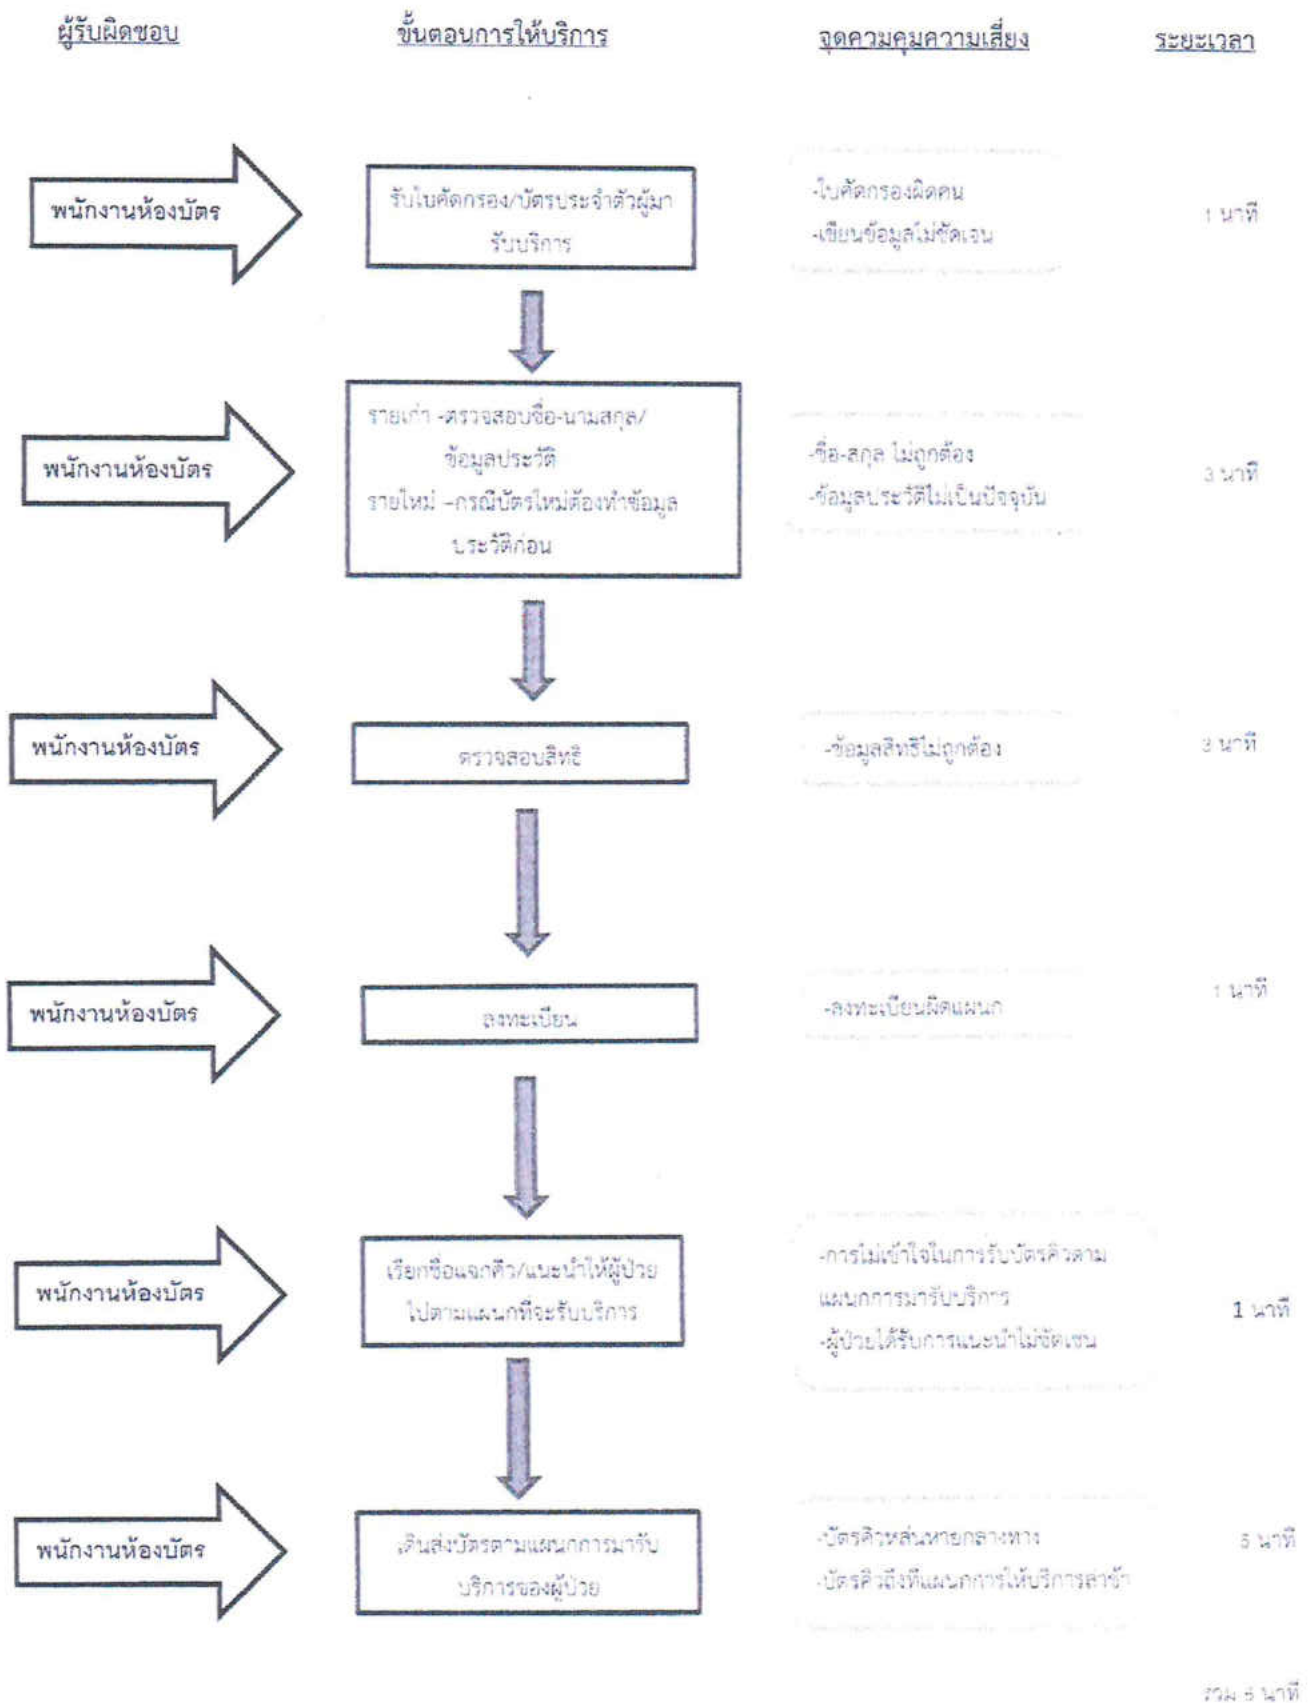 ผู้รับผิดชอบ ขั้นตอนการให้บริการ จุดควมคุมความเสี่ยง ระยะเวลา
พนักงานห้องบัตร
รับใบคัดกรอง/บัตรประจำตัวผู้มา
รับบริการ
-ใบคัดกรองผิดคน
-เขียนข้อมูลไม่ชัดเจน
1 นาที
พนักงานห้องบัตร
รายเก่า -ตรวจสอบชื่อ-นามสกุล/
ข้อมูลประวัติ
รายใหม่ –กรณีบัตรใหม่ต้องทำข้อมูล
ประวัติก่อน
-ชื่อ-สกุล ไม่ถูกต้อง
-ข้อมูลประวัติไม่เป็นปัจจุบัน
3 นาที
พนักงานห้องบัตร
ตรวจสอบสิทธิ
-ข้อมูลสิทธิไม่ถูกต้อง
3 นาที
พนักงานห้องบัตร
ลงทะเบียน
-ลงทะเบียนผิดแผนก
1 นาที
พนักงานห้องบัตร
เรียกชื่อแจกคิว/แนะนำให้ผู้ป่วย
ไปตามแผนกที่จะรับบริการ
-การไม่เข้าใจในการรับบัตรคิวตาม
แผนกการมารับบริการ
-ผู้ป่วยได้รับการแนะนำไม่ชัดเจน
1 นาที
พนักงานห้องบัตร
เดินส่งบัตรตามแผนกการมารับ
บริการของผู้ป่วย
-บัตรคิวหล่นหายกลางทาง
-บัตรคิวถึงที่แผนกการให้บริการล่าช้า
5 นาที
รวม นาที